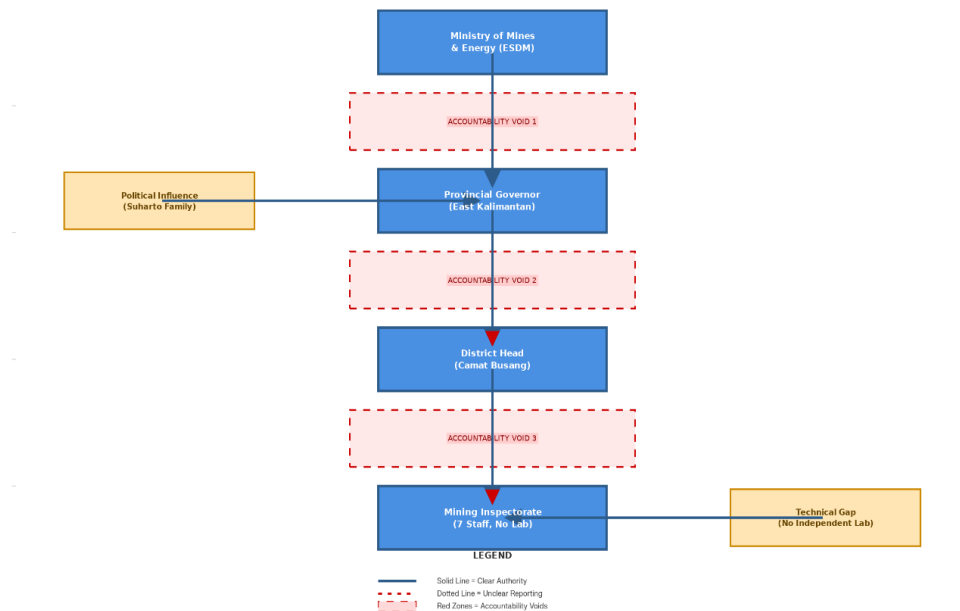 Ministry of Mines
& Energy (ESDM)
ACCOUNTABILITY VOID 1
Political Influence
(Suharto Family)
Provincial Governor
(East Kalimantan)
ACCOUNTABILITY VOID 2
District Head
(Camat Busang)
ACCOUNTABILITY VOID 3
Mining Inspectorate
(7 Staff, No Lab)
Technical Gap
(No Independent Lab)
LEGEND
Solid Line = Clear Authority
Dotted Line = Unclear Reporting
Red Zones = Accountability Voids